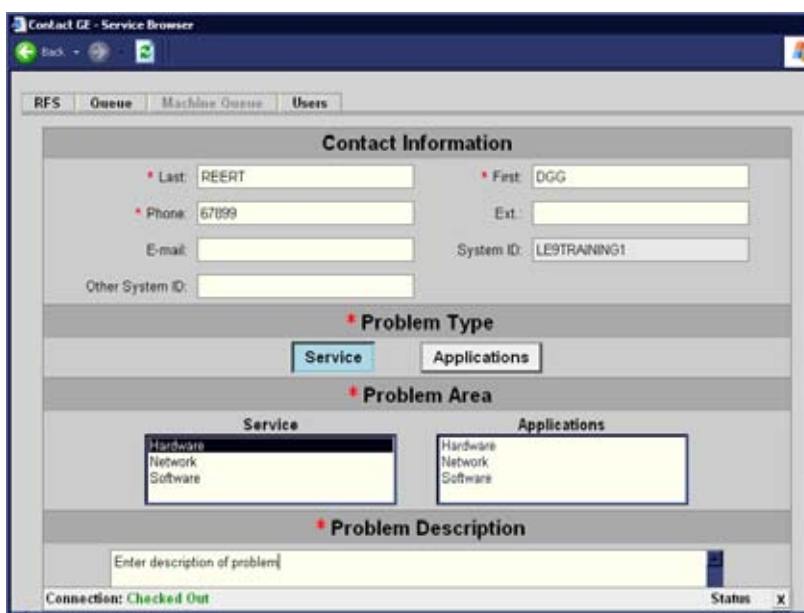 Contact GE - Service Browser
Back
RFS Queue Machine Queue Users
Contact Information
* Last: REERT * First: DGG
* Phone: 67899 Ext.:
E-mail: System ID: LE9TRAINING1
Other System ID:
* Problem Type
Service Applications
* Problem Area
Service Applications
Hardware Hardware
Network Network
Software Software
* Problem Description
Enter description of problem
Connection: Checked Out Status X